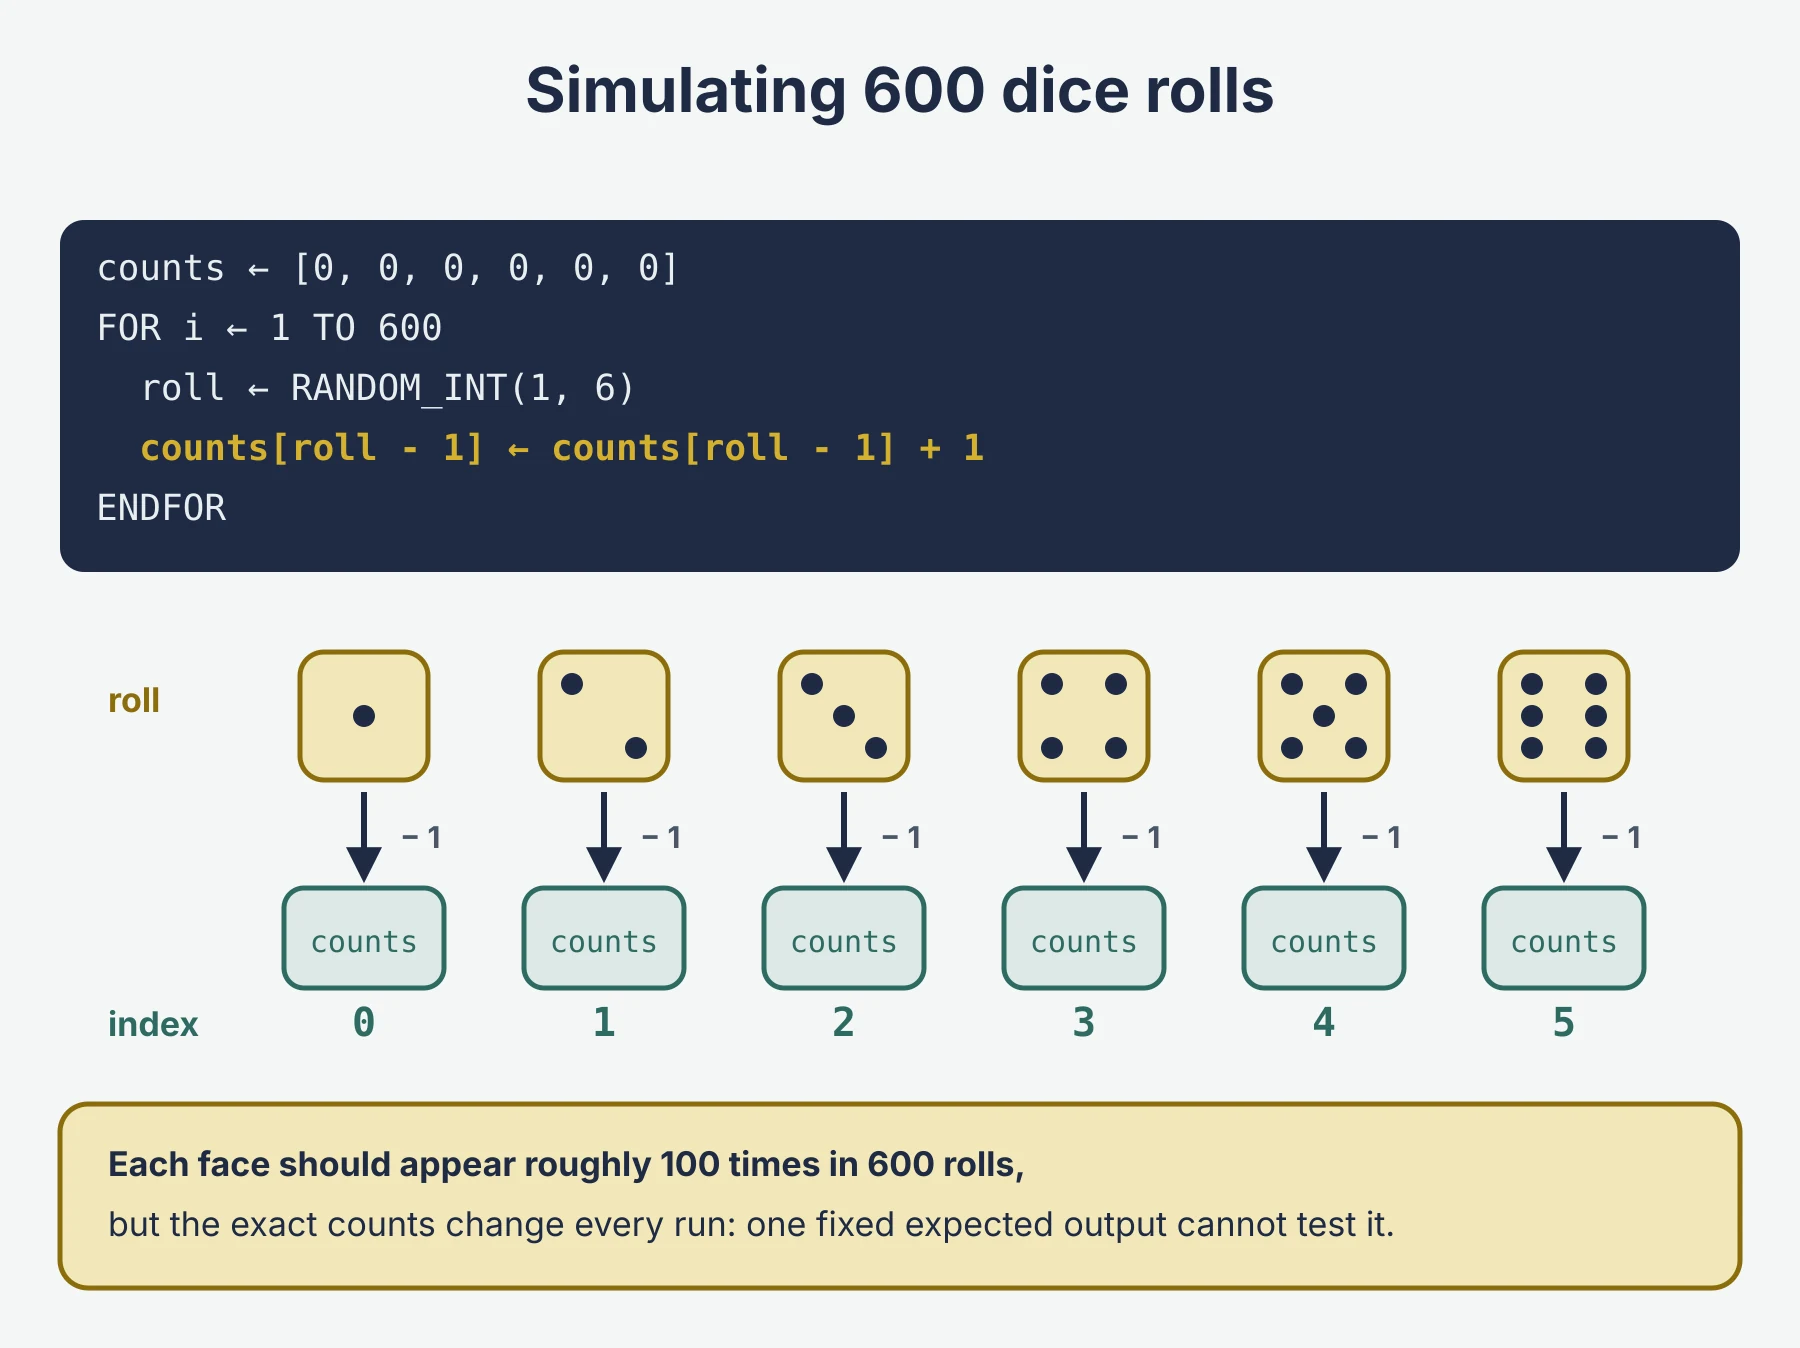 Simulating 600 dice rolls
counts ← [0, 0, 0, 0, 0, 0]
FOR i ← 1 TO 600
  roll ← RANDOM_INT(1, 6)
  counts[roll - 1] ← counts[roll - 1] + 1
ENDFOR
roll
– 1 – 1 – 1 – 1 – 1 – 1
counts counts counts counts counts counts
index 0 1 2 3 4 5
Each face should appear roughly 100 times in 600 rolls,
but the exact counts change every run: one fixed expected output cannot test it.